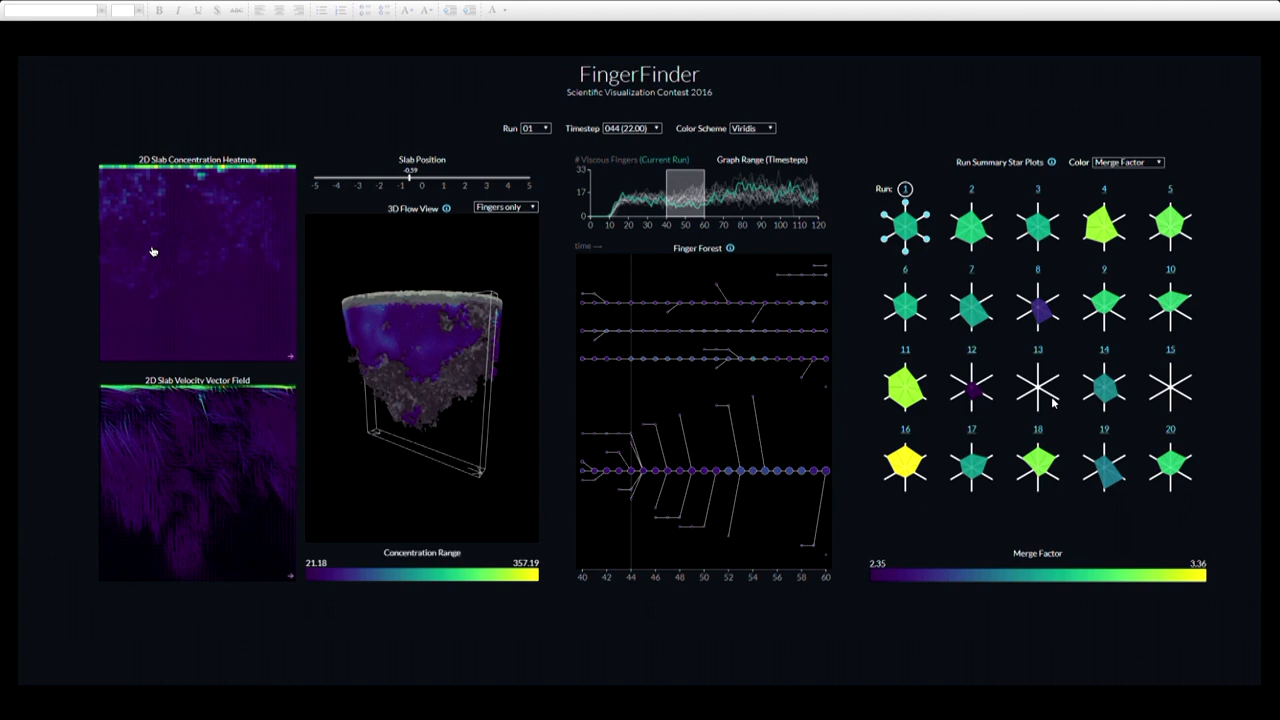 B I U S ABC A A A
FingerFinder
Scientific Visualization Contest 2016
Run 01 Timestep 044 (22.00) Color Scheme Viridis
2D Slab Concentration Heatmap
2D Slab Velocity Vector Field
Slab Position
-0.59
-5 -4 -3 -2 -1 0 1 2 3 4 5
3D Flow View Fingers only
Concentration Range
21.18 357.19
# Viscous Fingers (Current Run) Graph Range (Timesteps)
33
17
0
0 10 20 30 40 50 60 70 80 90 100 110 120
time
Finger Forest
40 42 44 46 48 50 52 54 56 58 60
Run Summary Star Plots Color Merge Factor
Run: 1 2 3 4 5
6 7 8 9 10
11 12 13 14 15
16 17 18 19 20
Merge Factor
2.35 3.36